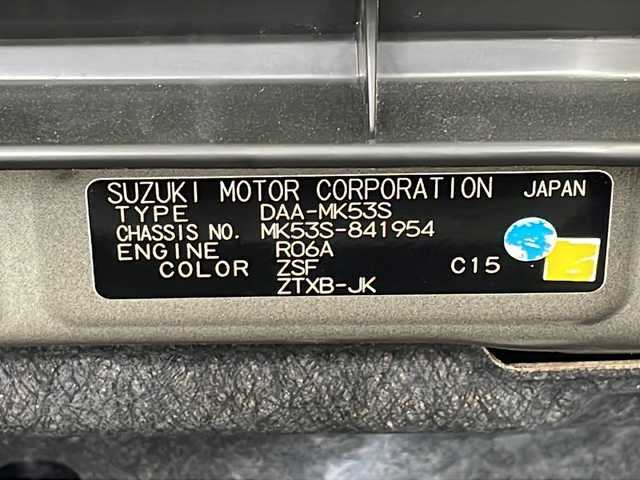 SUZUKI MOTOR CORPORATION JAPAN
TYPE DAA-MK53S
CHASSIS NO. MK53S-841954
ENGINE R06A
COLOR ZSF C15
ZTXB-JK